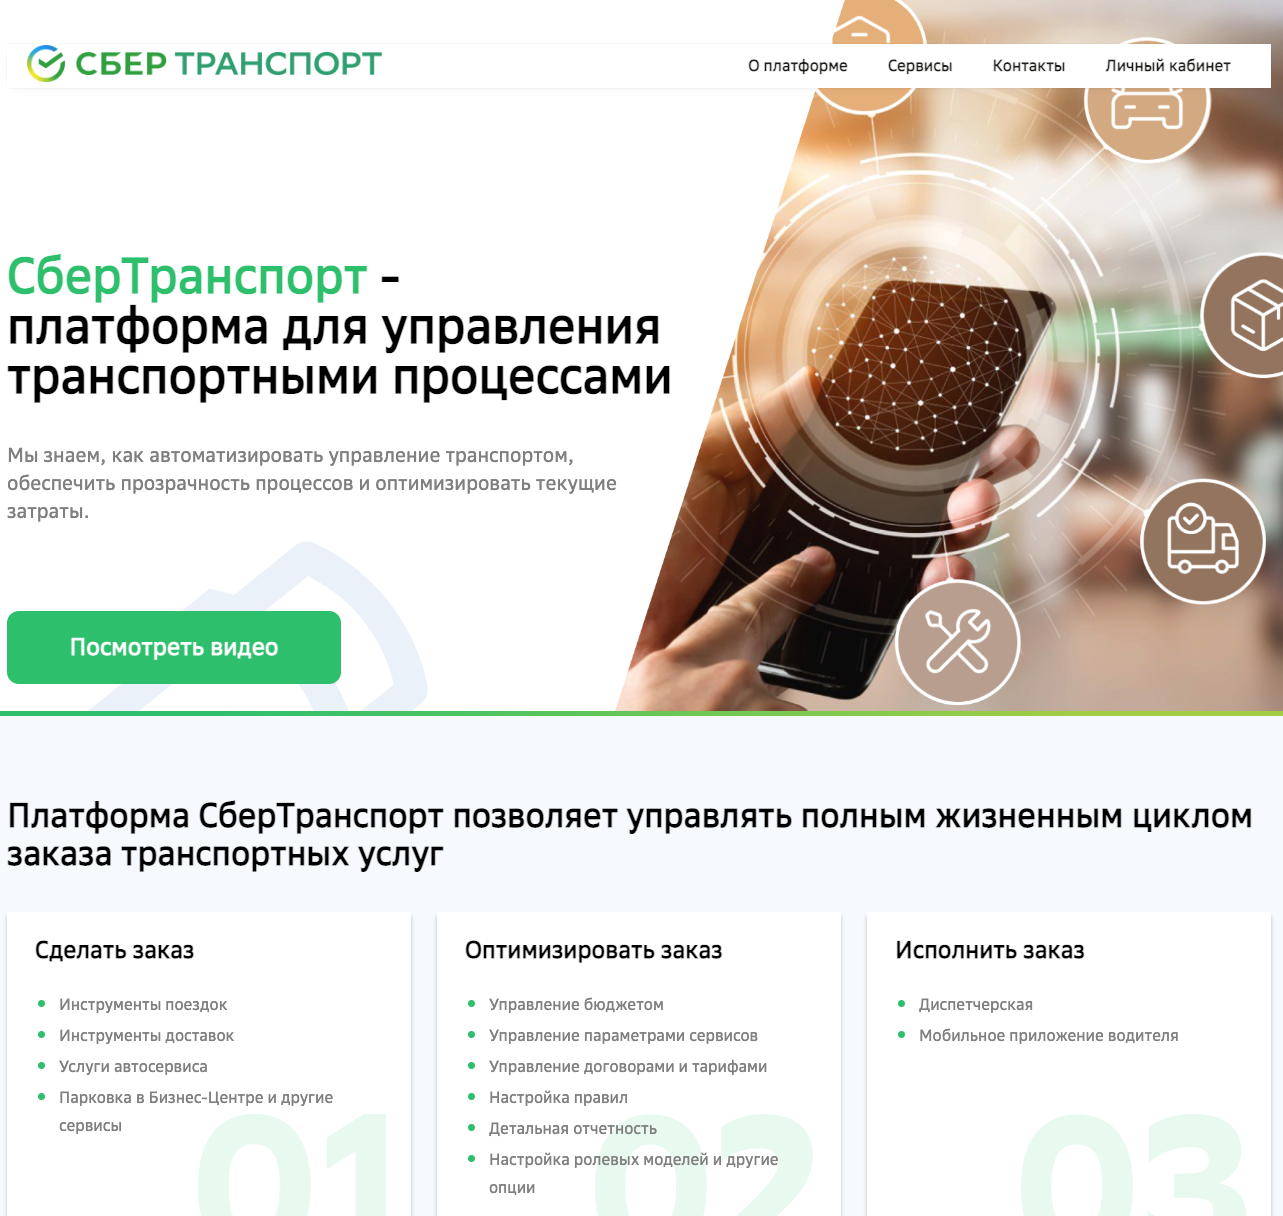 СБЕР ТРАНСПОРТ
О платформе Сервисы Контакты Личный кабинет
СберТранспорт -
платформа для управления
транспортными процессами
Мы знаем, как автоматизировать управление транспортом,
обеспечить прозрачность процессов и оптимизировать текущие
затраты.
Посмотреть видео
Платформа СберТранспорт позволяет управлять полным жизненным циклом
заказа транспортных услуг
Сделать заказ
Инструменты поездок
Инструменты доставок
Услуги автосервиса
Парковка в Бизнес-Центре и другие
сервисы
01
Оптимизировать заказ
Управление бюджетом
Управление параметрами сервисов
Управление договорами и тарифами
Настройка правил
Детальная отчетность
Настройка ролевых моделей и другие
опции
02
Исполнить заказ
Диспетчерская
Мобильное приложение водителя
03